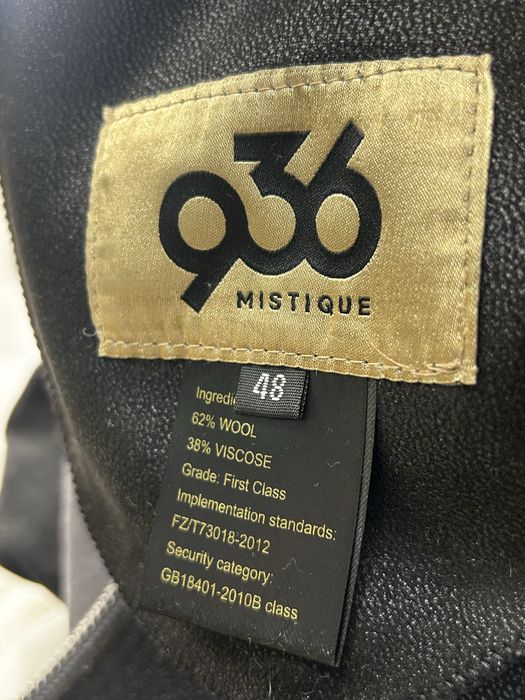 936
MISTIQUE
48
62% WOOL
38% VISCOSE
Grade: First Class
Implementation standards:
FZ/T73018-2012
Security category:
GB18401-2010B class